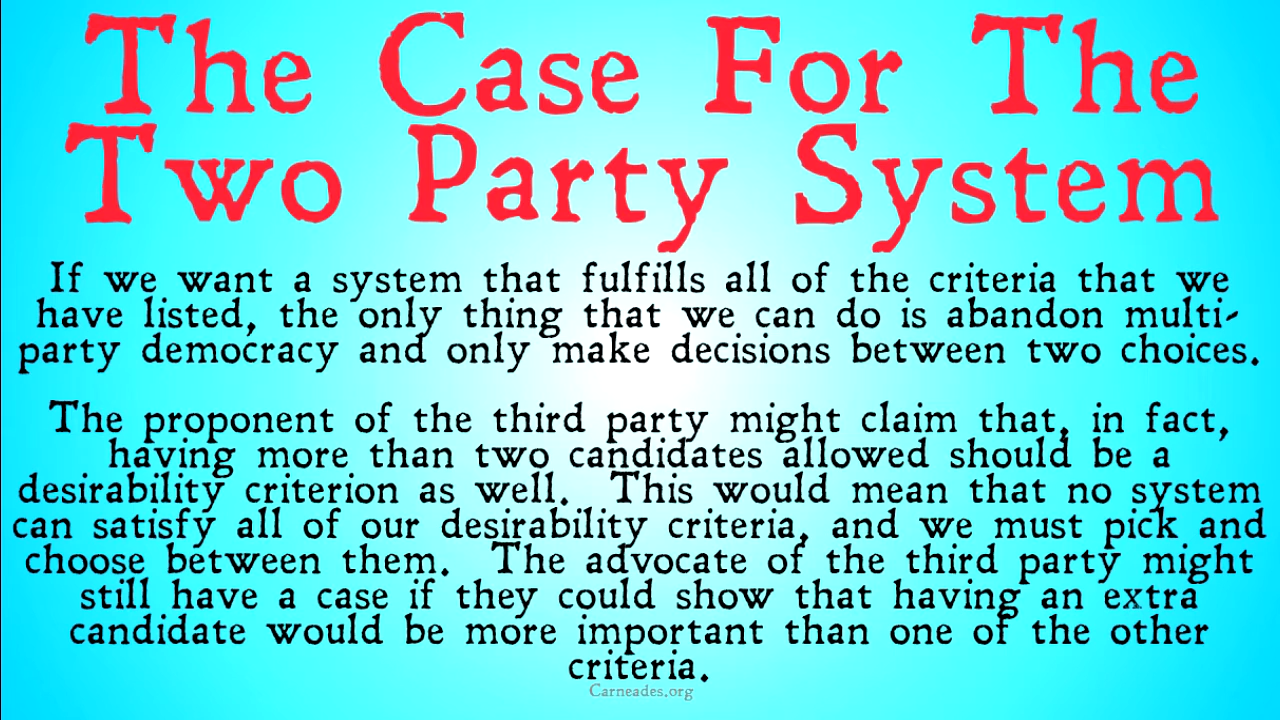 The Case For The
Two Party System
If we want a system that fulfills all of the criteria that we
have listed, the only thing that we can do is abandon multi-
party democracy and only make decisions between two choices.
The proponent of the third party might claim that, in fact,
having more than two candidates allowed should be a
desirability criterion as well. This would mean that no system
can satisfy all of our desirability criteria, and we must pick and
choose between them. The advocate of the third party might
still have a case if they could show that having an extra
candidate would be more important than one of the other
criteria.
Carneades.org